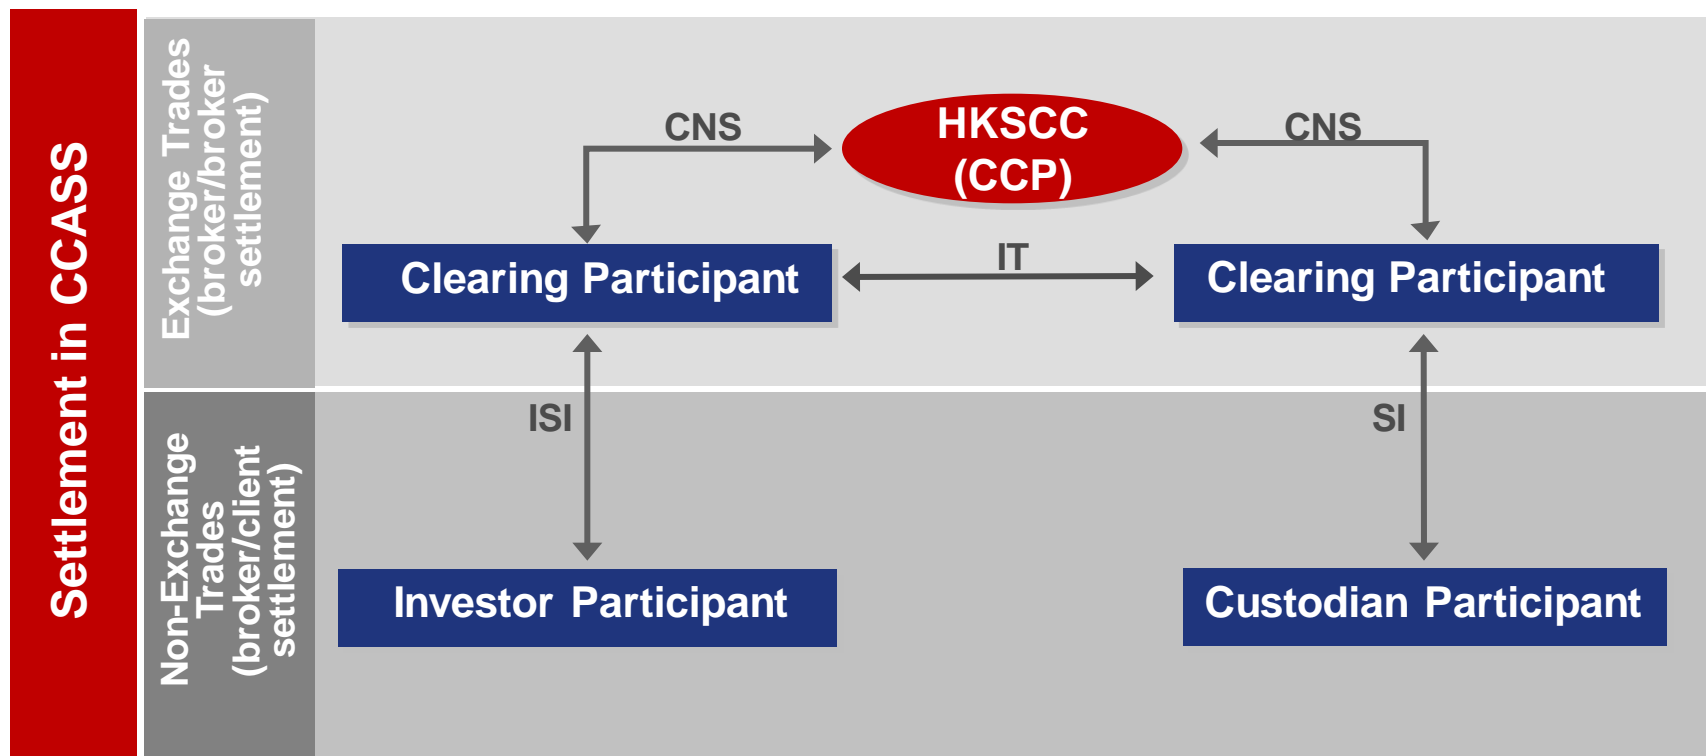 Settlement in CCASS
Exchange Trades
(broker/broker
settlement)
CNS
HKSCC
(CCP)
CNS
Clearing Participant
IT
Clearing Participant
Non-Exchange
Trades
(broker/client
settlement)
ISI
SI
Investor Participant
Custodian Participant